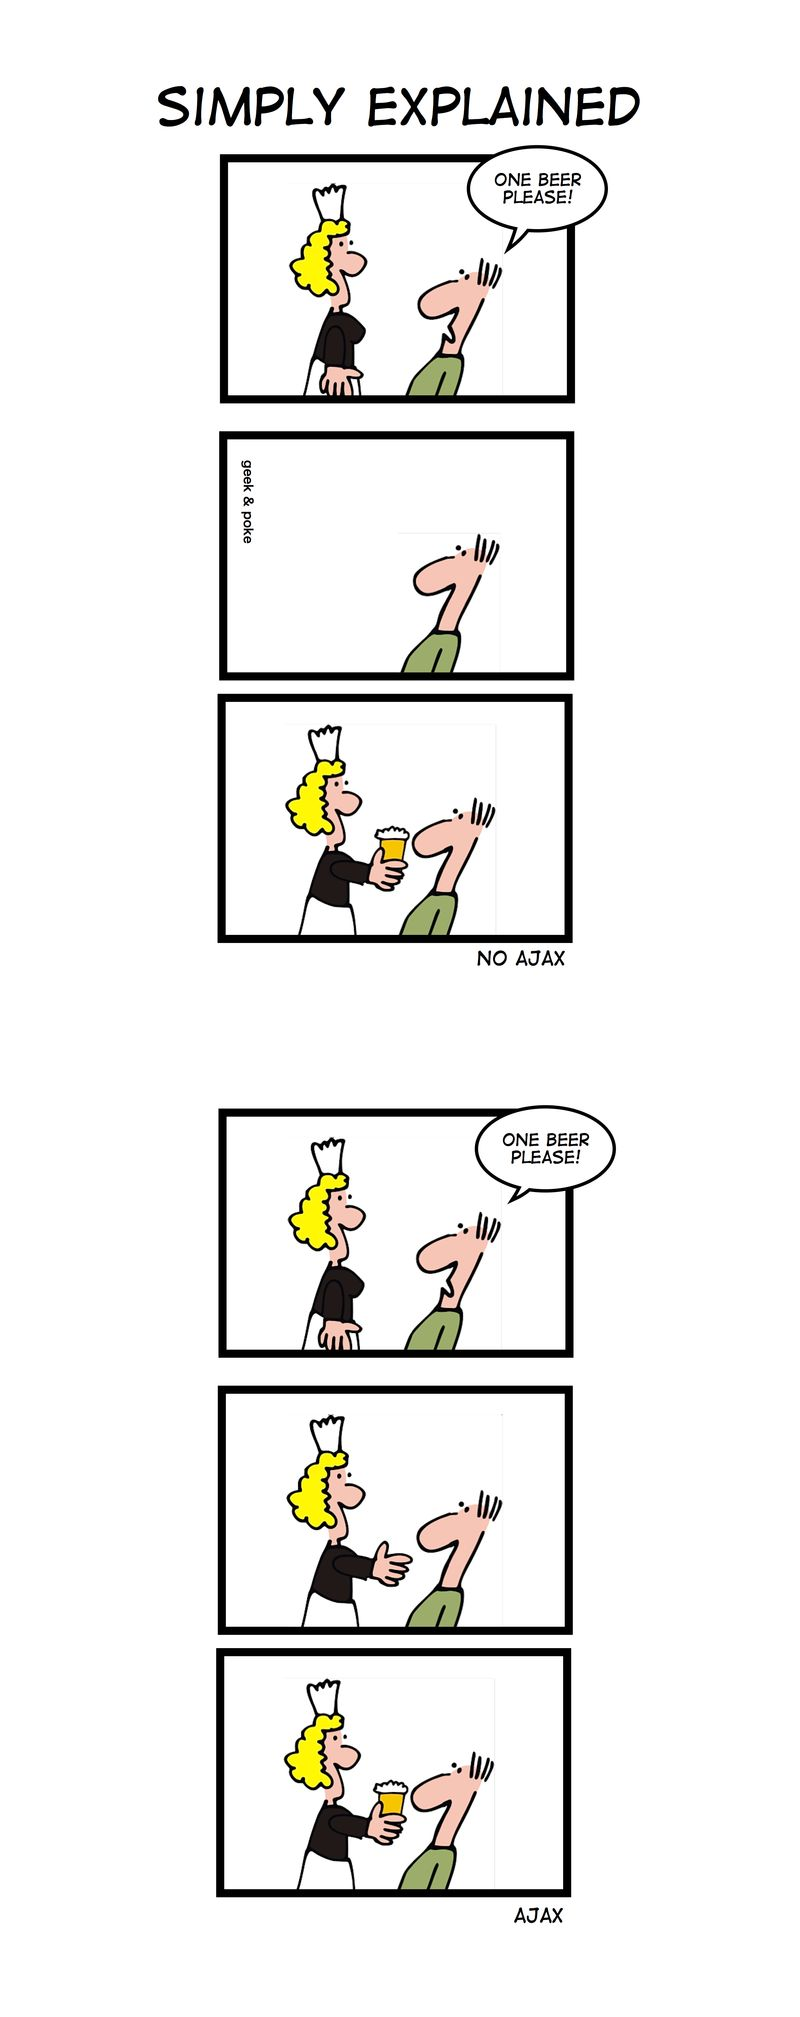 SIMPLY EXPLAINED
ONE BEER
PLEASE!
geek & poke
NO AJAX
ONE BEER
PLEASE!
AJAX